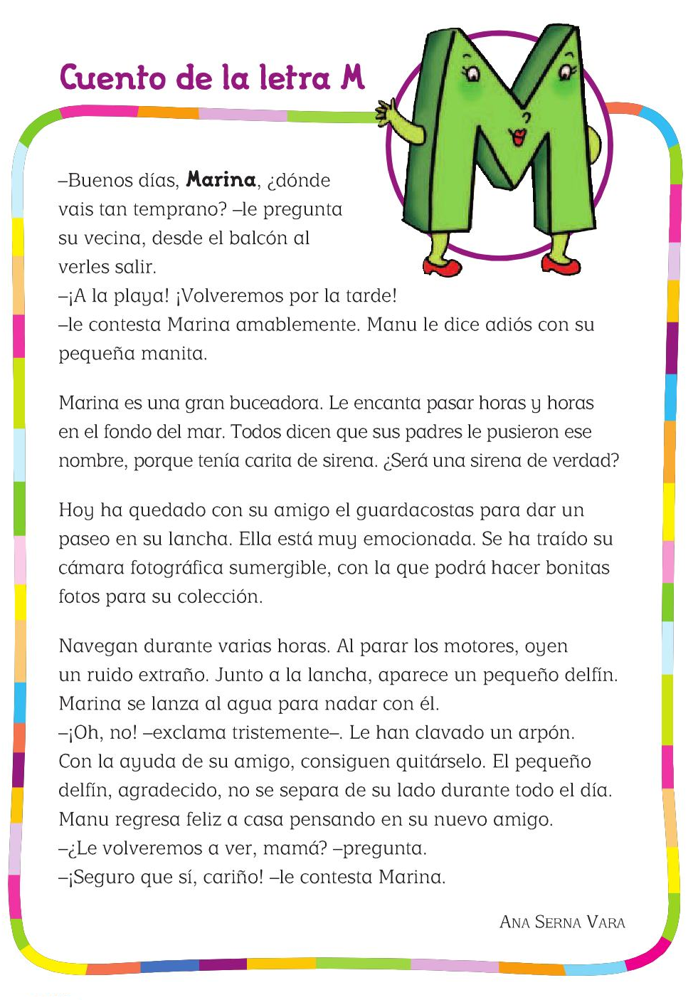 Cuento de la letra M
–Buenos días, Marina, ¿dónde
vais tan temprano? –le pregunta
su vecina, desde el balcón al
verles salir.
–¡A la playa! ¡Volveremos por la tarde!
–le contesta Marina amablemente. Manu le dice adiós con su
pequeña manita.
Marina es una gran buceadora. Le encanta pasar horas y horas
en el fondo del mar. Todos dicen que sus padres le pusieron ese
nombre, porque tenía carita de sirena. ¿Será una sirena de verdad?
Hoy ha quedado con su amigo el guardacostas para dar un
paseo en su lancha. Ella está muy emocionada. Se ha traído su
cámara fotográfica sumergible, con la que podrá hacer bonitas
fotos para su colección.
Navegan durante varias horas. Al parar los motores, oyen
un ruido extraño. Junto a la lancha, aparece un pequeño delfín.
Marina se lanza al agua para nadar con él.
–¡Oh, no! –exclama tristemente–. Le han clavado un arpón.
Con la ayuda de su amigo, consiguen quitárselo. El pequeño
delfín, agradecido, no se separa de su lado durante todo el día.
Manu regresa feliz a casa pensando en su nuevo amigo.
–¿Le volveremos a ver, mamá? –pregunta.
–¡Seguro que sí, cariño! –le contesta Marina.
Ana Serna Vara